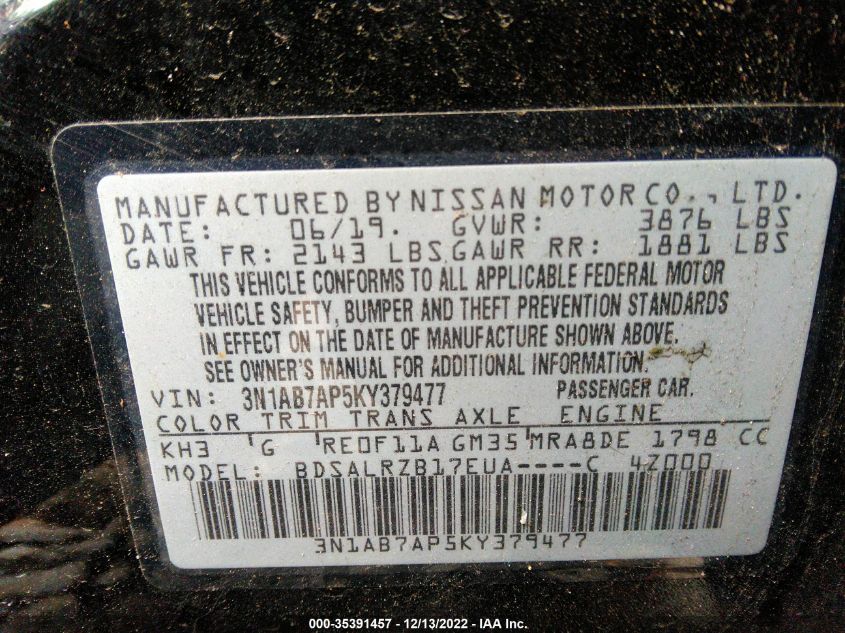 MANUFACTURED BY NISSAN MOTOR CO., LTD.
DATE: 06/19. GVWR: 3876 LBS
GAWR FR: 2143 LBS GAWR RR: 1881 LBS
THIS VEHICLE CONFORMS TO ALL APPLICABLE FEDERAL MOTOR
VEHICLE SAFETY, BUMPER AND THEFT PREVENTION STANDARDS
IN EFFECT ON THE DATE OF MANUFACTURE SHOWN ABOVE.
SEE OWNER'S MANUAL FOR ADDITIONAL INFORMATION.
VIN: 3N1AB7AP5KY379477 PASSENGER CAR.
COLOR TRIM TRANS AXLE ENGINE
KH3 G RE0F11A GM35 MRA8DE 1798 CC
MODEL: BDSALRZB17EUA----C 4Z000
3N1AB7AP5KY379477
000-35391457 - 12/13/2022 - IAA Inc.